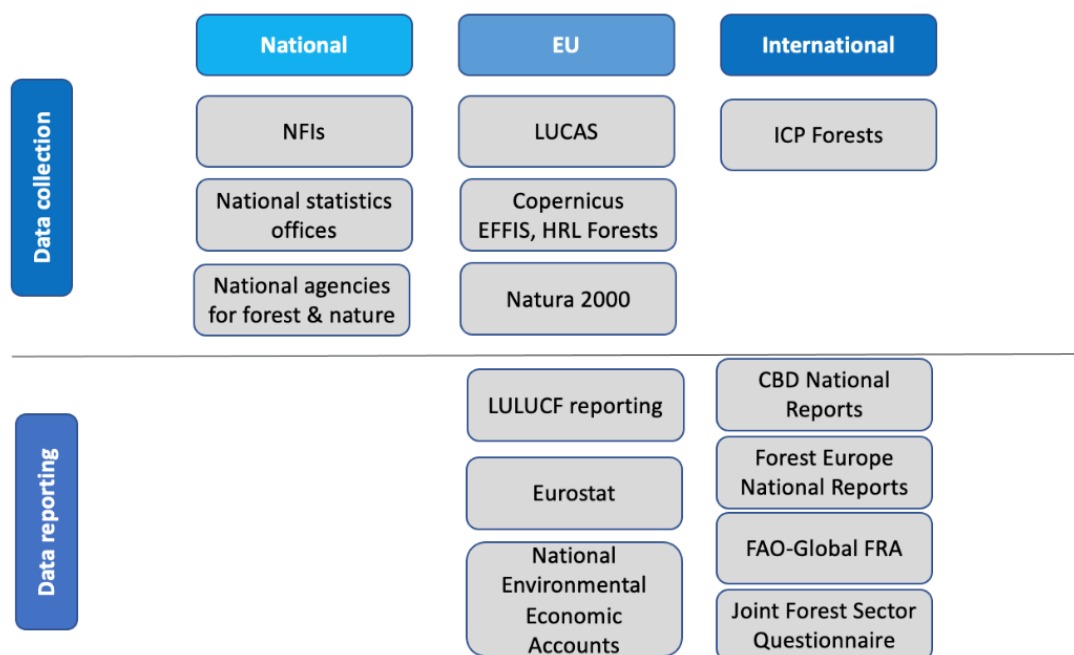 National
EU
International
Data collection
NFIs
LUCAS
ICP Forests
National statistics
offices
Copernicus
EFFIS, HRL Forests
National agencies
for forest & nature
Natura 2000
Data reporting
LULUCF reporting
CBD National
Reports
Eurostat
Forest Europe
National Reports
National
Environmental
Economic
Accounts
FAO-Global FRA
Joint Forest Sector
Questionnaire